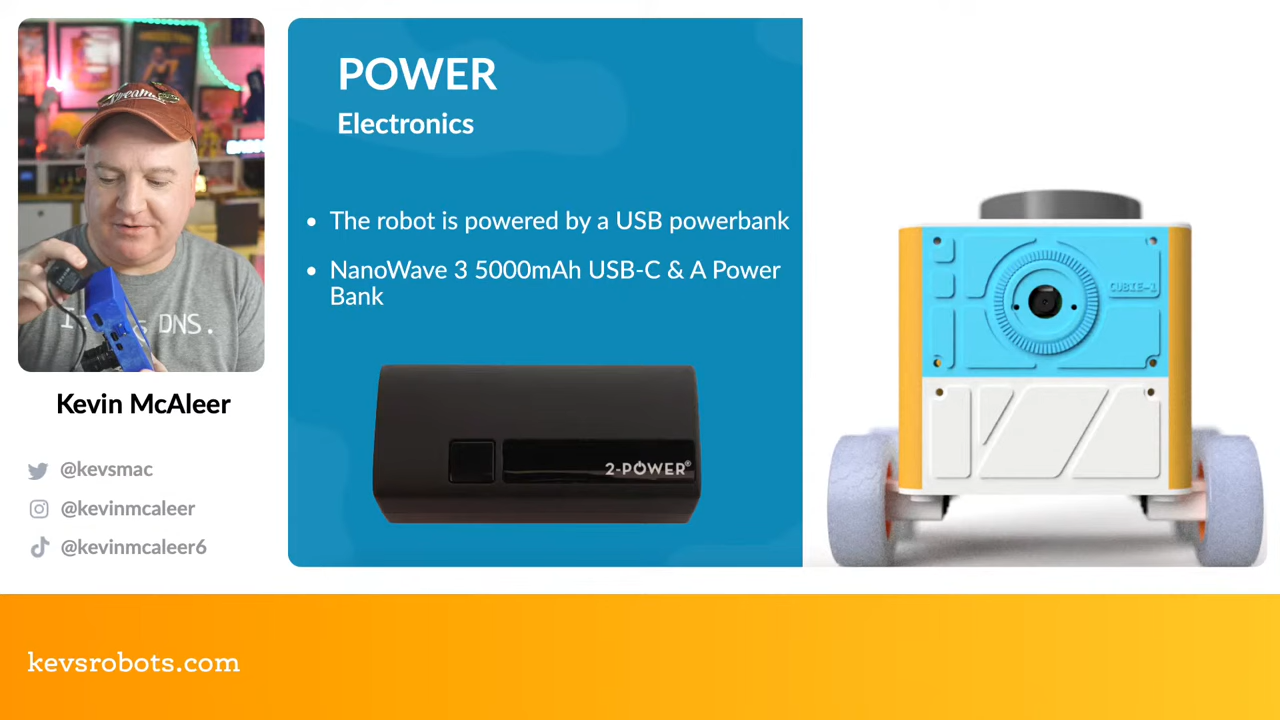 POWER
Electronics
• The robot is powered by a USB powerbank
• NanoWave 3 5000mAh USB-C & A Power
Bank
2-POWER®
CUBIE-1
DNS.
Kevin McAleer
@kevsmac
@kevinmcaleer
@kevinmcaleer6
kevsrobots.com